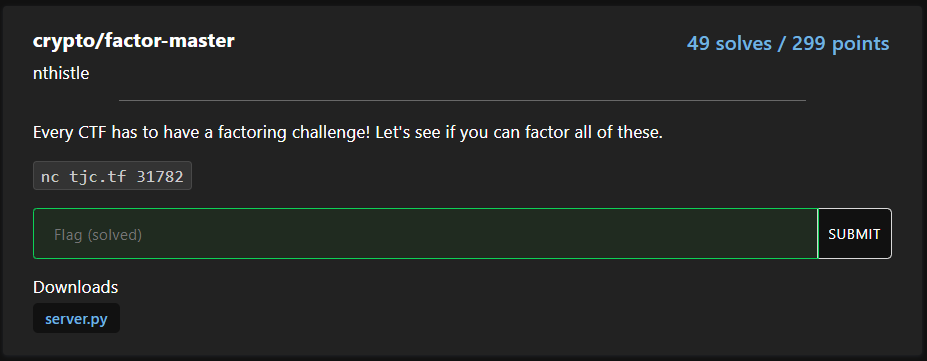 crypto/factor-master
49 solves / 299 points
nthistle
Every CTF has to have a factoring challenge! Let's see if you can factor all of these.
nc tjc.tf 31782
Flag (solved)
SUBMIT
Downloads
server.py